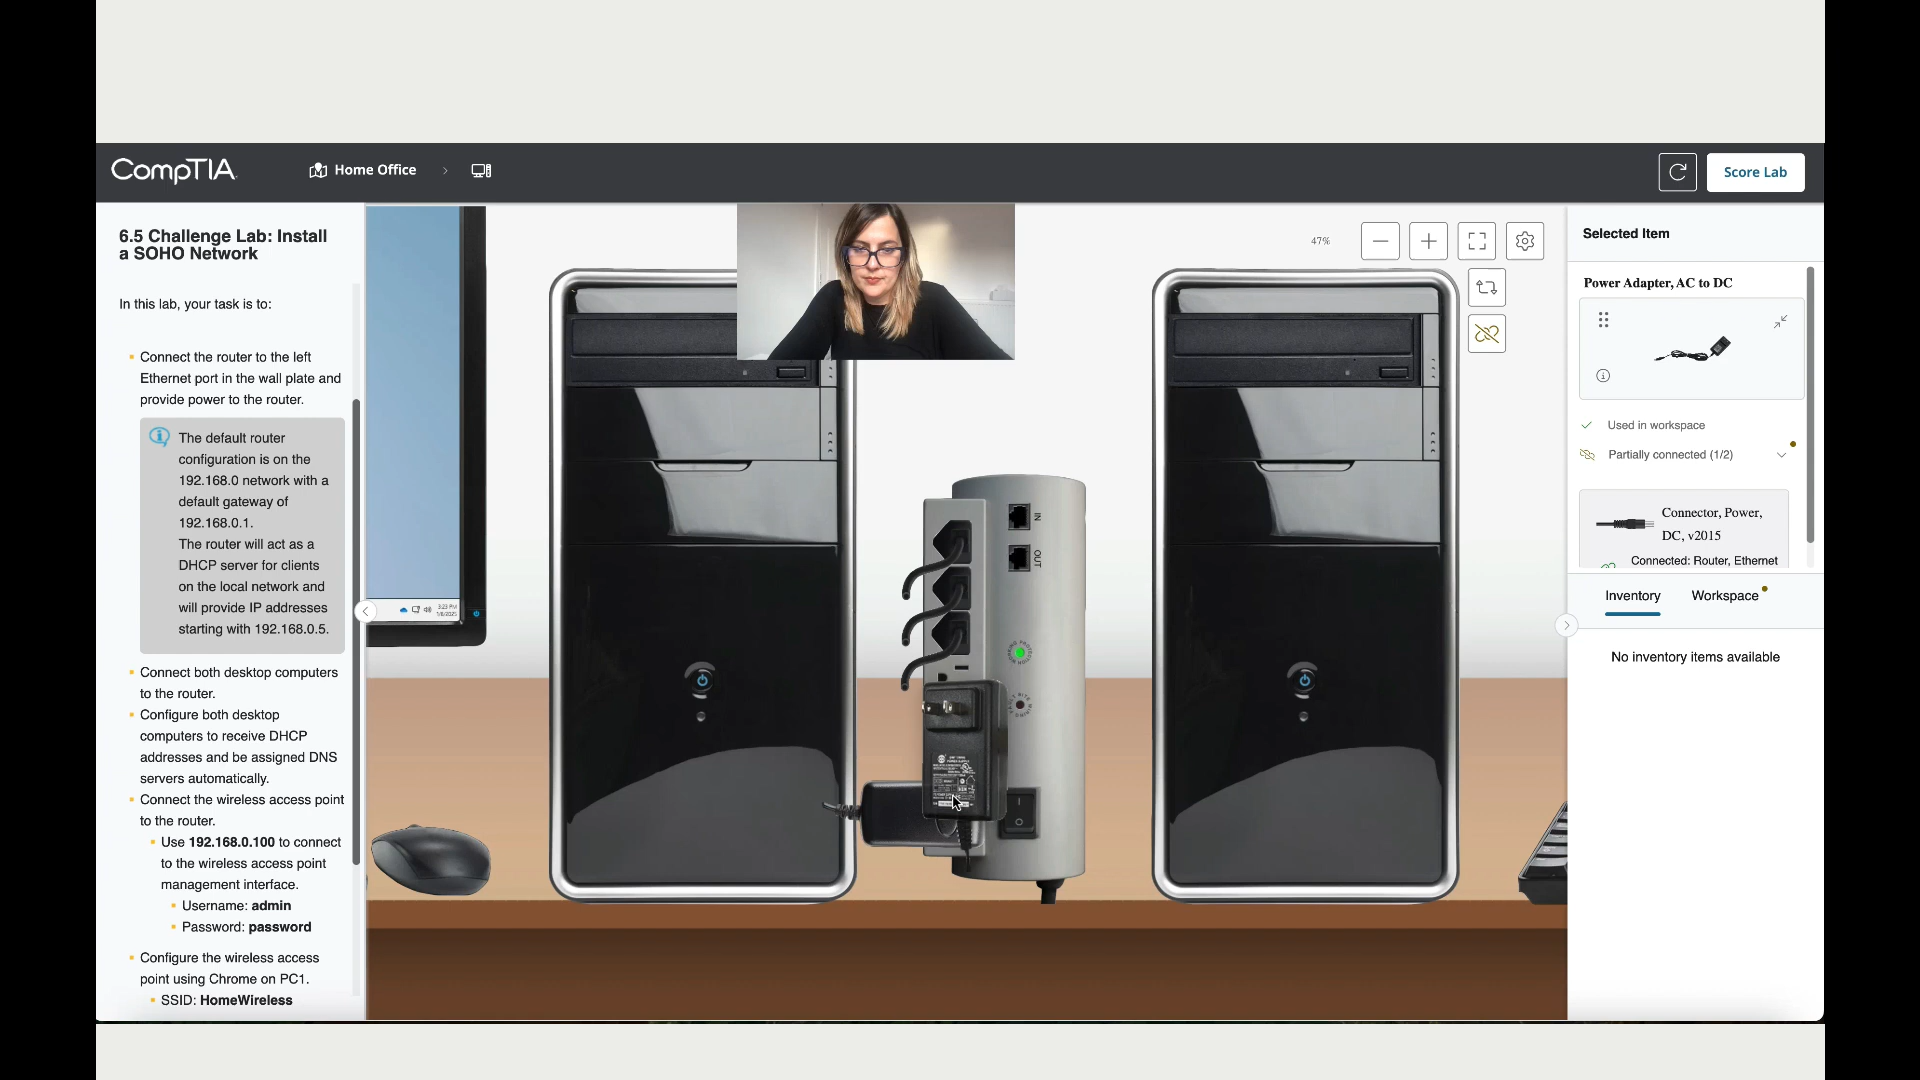 CompTIA
Home Office
Score Lab
6.5 Challenge Lab: Install
a SOHO Network
In this lab, your task is to:
Connect the router to the left
Ethernet port in the wall plate and
provide power to the router.
The default router
configuration is on the
192.168.0 network with a
default gateway of
192.168.0.1.
The router will act as a
DHCP server for clients
on the local network and
will provide IP addresses
starting with 192.168.0.5.
Connect both desktop computers
to the router.
Configure both desktop
computers to receive DHCP
addresses and be assigned DNS
servers automatically.
Connect the wireless access point
to the router.
Use 192.168.0.100 to connect
to the wireless access point
management interface.
Username: admin
Password: password
Configure the wireless access
point using Chrome on PC1.
SSID: HomeWireless
3:23 PM
1/8/2025
47%
IN
OUT
Selected Item
Power Adapter, AC to DC
Used in workspace
Partially connected (1/2)
Connector, Power,
DC, v2015
Connected: Router, Ethernet
Inventory
Workspace
No inventory items available